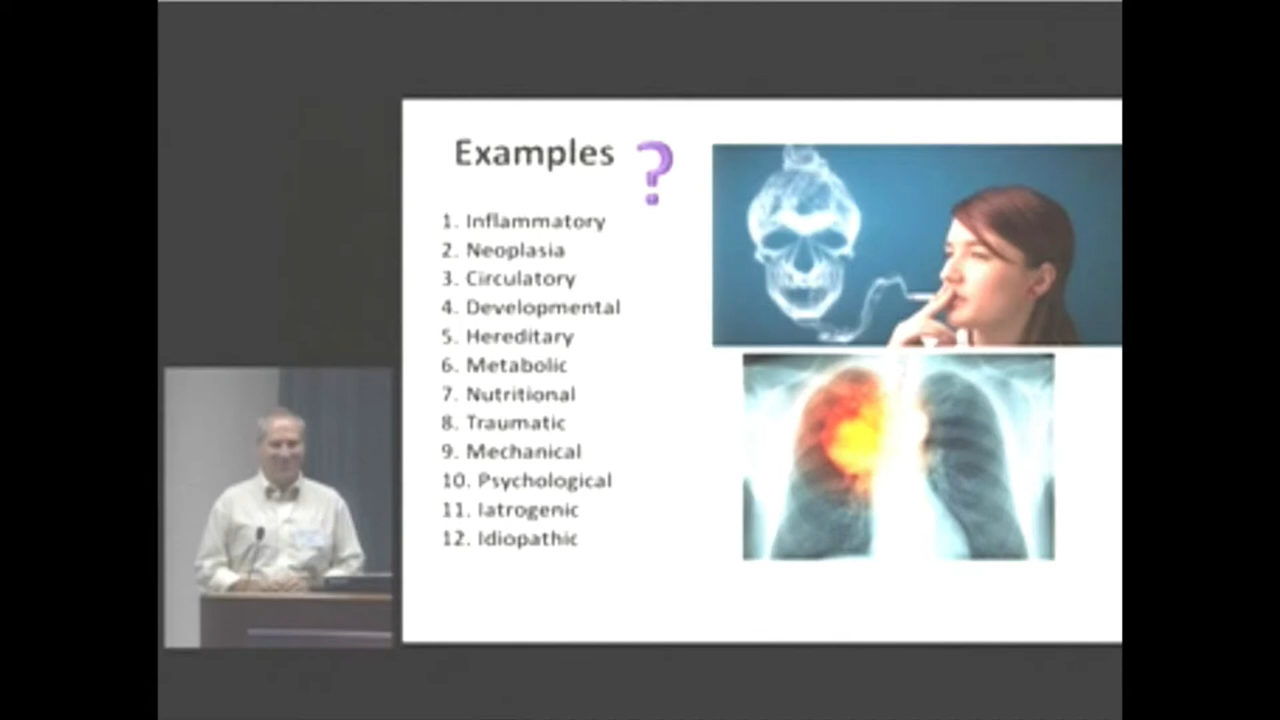 Examples ?
1. Inflammatory
2. Neoplasia
3. Circulatory
4. Developmental
5. Hereditary
6. Metabolic
7. Nutritional
8. Traumatic
9. Mechanical
10. Psychological
11. Iatrogenic
12. Idiopathic